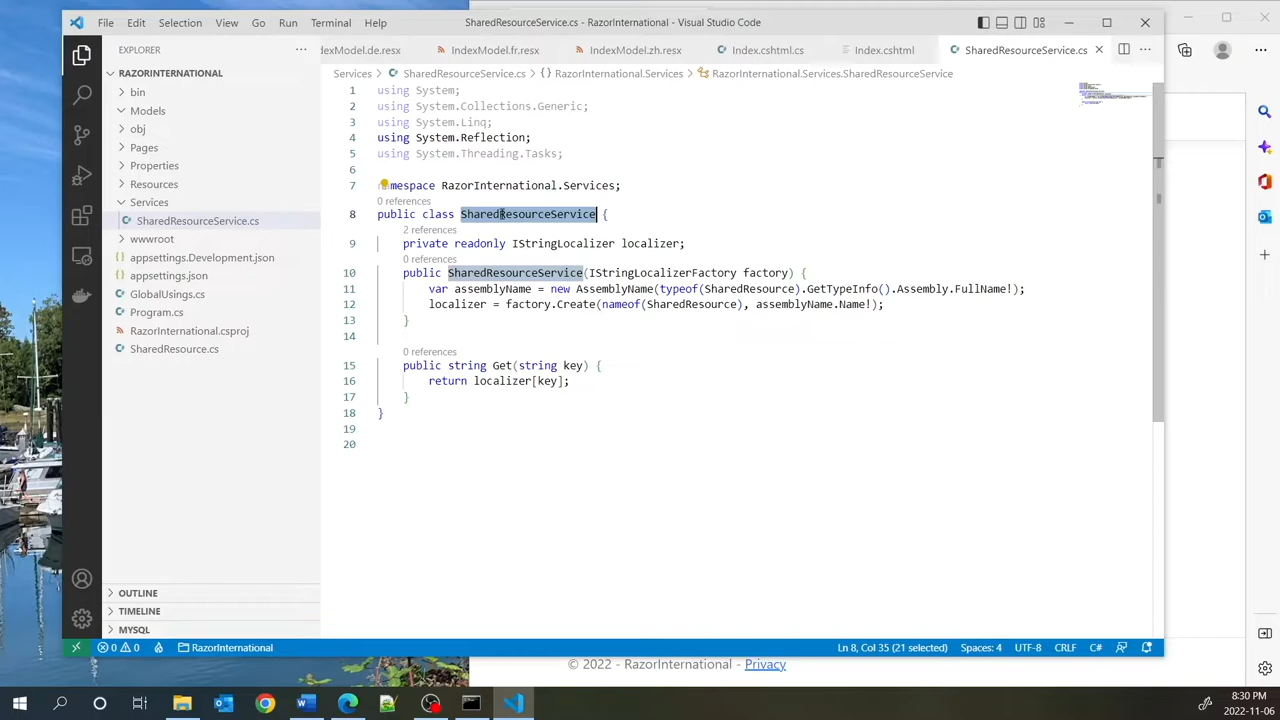 File Edit Selection View Go Run Terminal Help
SharedResourceService.cs - RazorInternational - Visual Studio Code
EXPLORER
RAZORINTERNATIONAL
bin
Models
obj
Pages
Properties
Resources
Services
SharedResourceService.cs
wwwroot
appsettings.Development.json
appsettings.json
GlobalUsings.cs
Program.cs
RazorInternational.csproj
SharedResource.cs
OUTLINE
TIMELINE
MYSQL
IndexModel.fr.resx
IndexModel.zh.resx
Index.cshtml.cs
Index.cshtml
SharedResourceService.cs
Services > SharedResourceService.cs > {} RazorInternational.Services > RazorInternational.Services.SharedResourceService
1 using System;
2 using System.Collections.Generic;
3 using System.Linq;
4 using System.Reflection;
5 using System.Threading.Tasks;
6
7 namespace RazorInternational.Services;
0 references
8 public class SharedResourceService {
2 references
9 private readonly IStringLocalizer localizer;
0 references
10 public SharedResourceService(IStringLocalizerFactory factory) {
11 var assemblyName = new AssemblyName(typeof(SharedResource).GetTypeInfo().Assembly.FullName!);
12 localizer = factory.Create(nameof(SharedResource), assemblyName.Name!);
13 }
14
0 references
15 public string Get(string key) {
16 return localizer[key];
17 }
18 }
19
20
0 0 RazorInternational
Ln 8, Col 35 (21 selected) Spaces: 4 UTF-8 CRLF C#
© 2022 - RazorInternational - Privacy
8:30 PM
2022-11-06